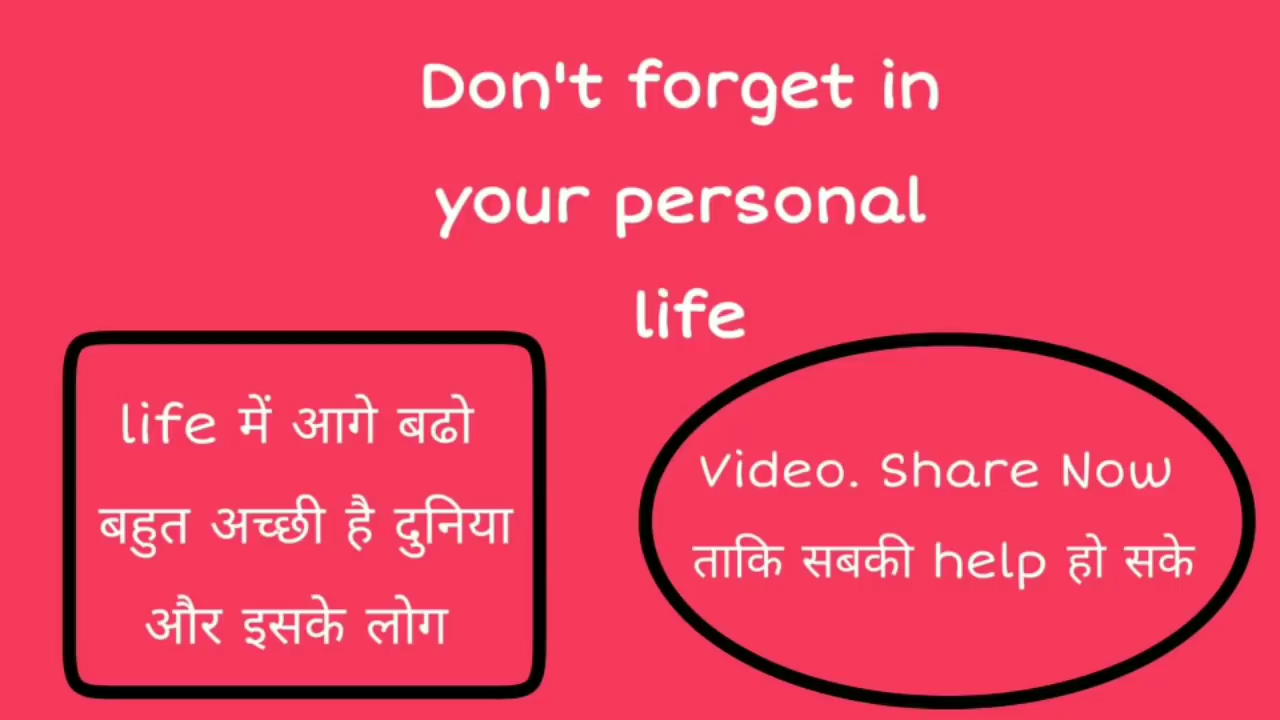 Don't forget in
your personal
life
life में आगे बढो
बहुत अच्छी है दुनिया
और इसके लोग
Video. Share Now
ताकि सबकी help हो सके